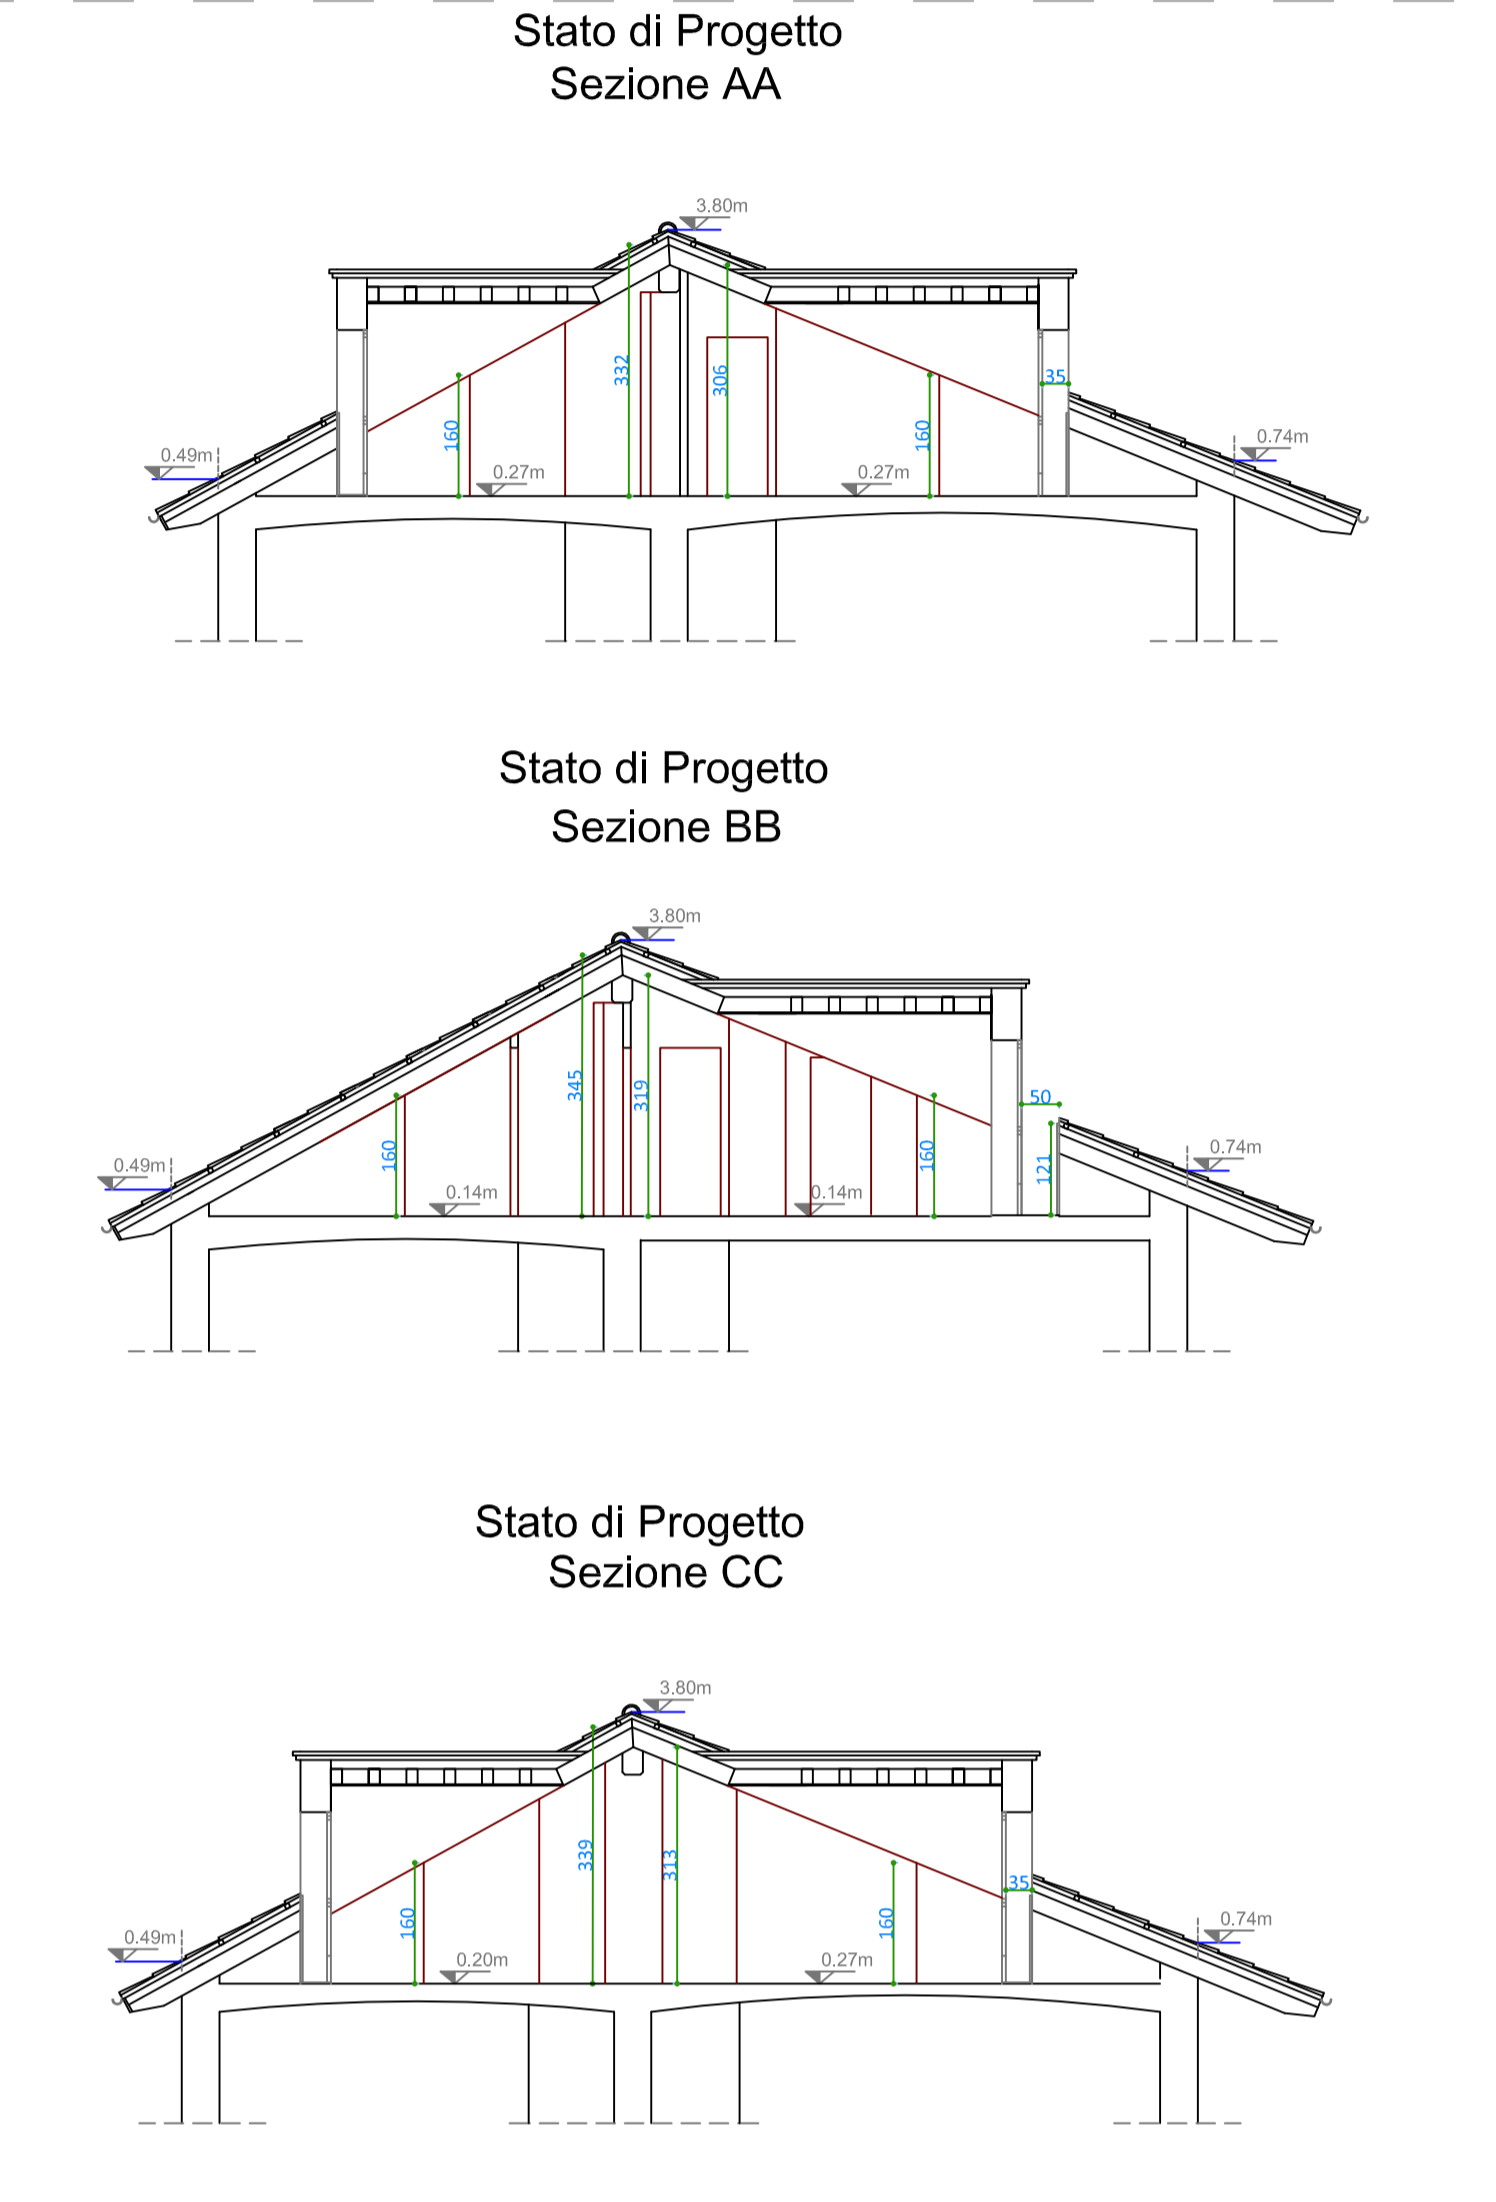 Stato di Progetto
Sezione AA
3.80m
332
306
35
160
160
0.49m
0.74m
0.27m
0.27m
Stato di Progetto
Sezione BB
3.80m
345
319
50
160
160
121
0.49m
0.74m
0.14m
0.14m
Stato di Progetto
Sezione CC
3.80m
339
313
35
160
160
0.49m
0.74m
0.20m
0.27m